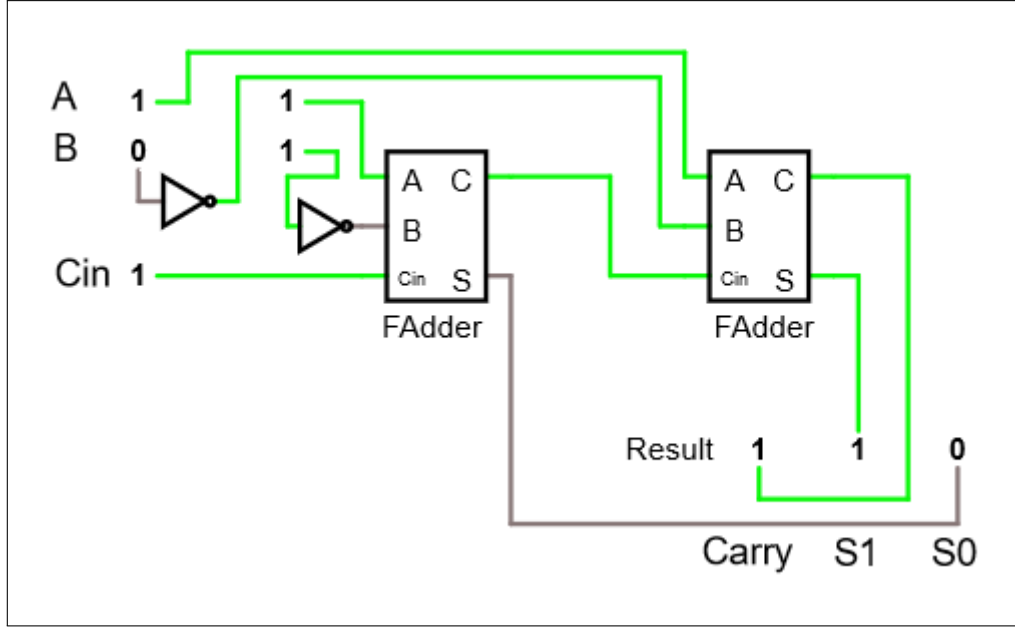 A 1 1
B 0 1
A C A C
B B
Cin 1 Cin S Cin S
FAdder FAdder
Result 1 1 0
Carry S1 S0